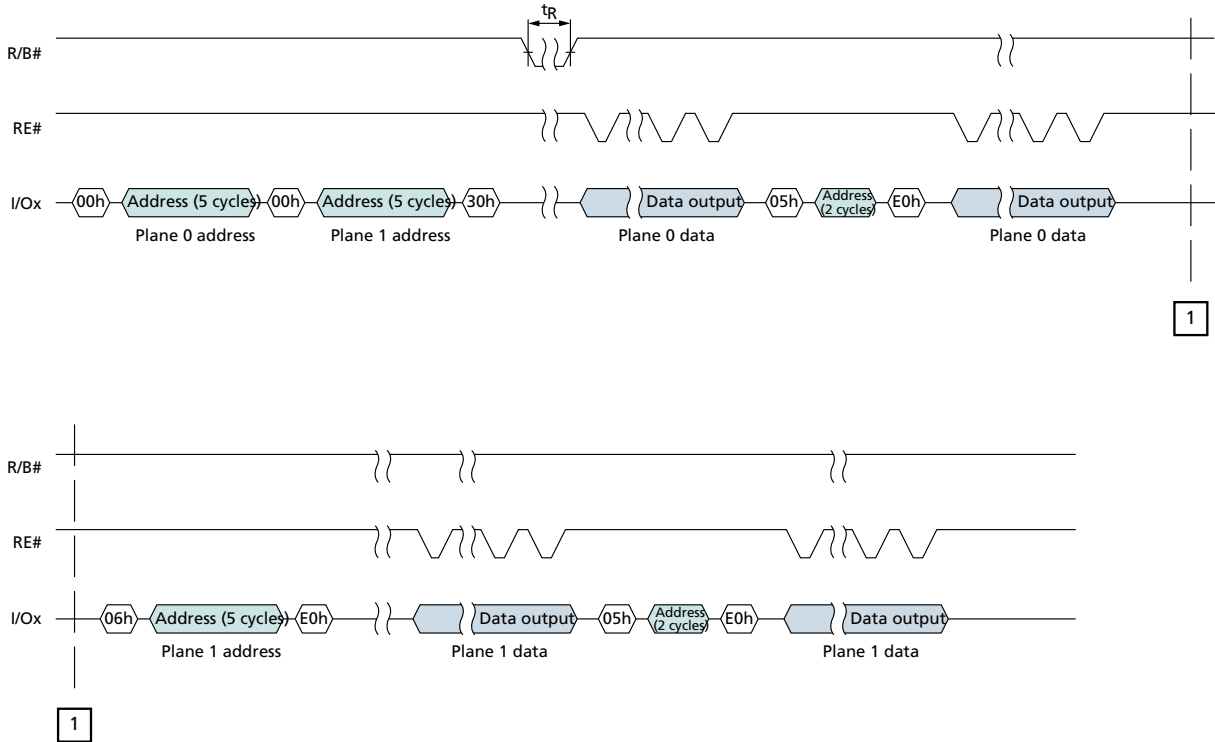 tR
R/B#
RE#
I/Ox
00h Address (5 cycles) 00h Address (5 cycles) 30h Data output 05h Address (2 cycles) E0h Data output
Plane 0 address Plane 1 address Plane 0 data Plane 0 data
1
R/B#
RE#
I/Ox
06h Address (5 cycles) E0h Data output 05h Address (2 cycles) E0h Data output
Plane 1 address Plane 1 data Plane 1 data
1